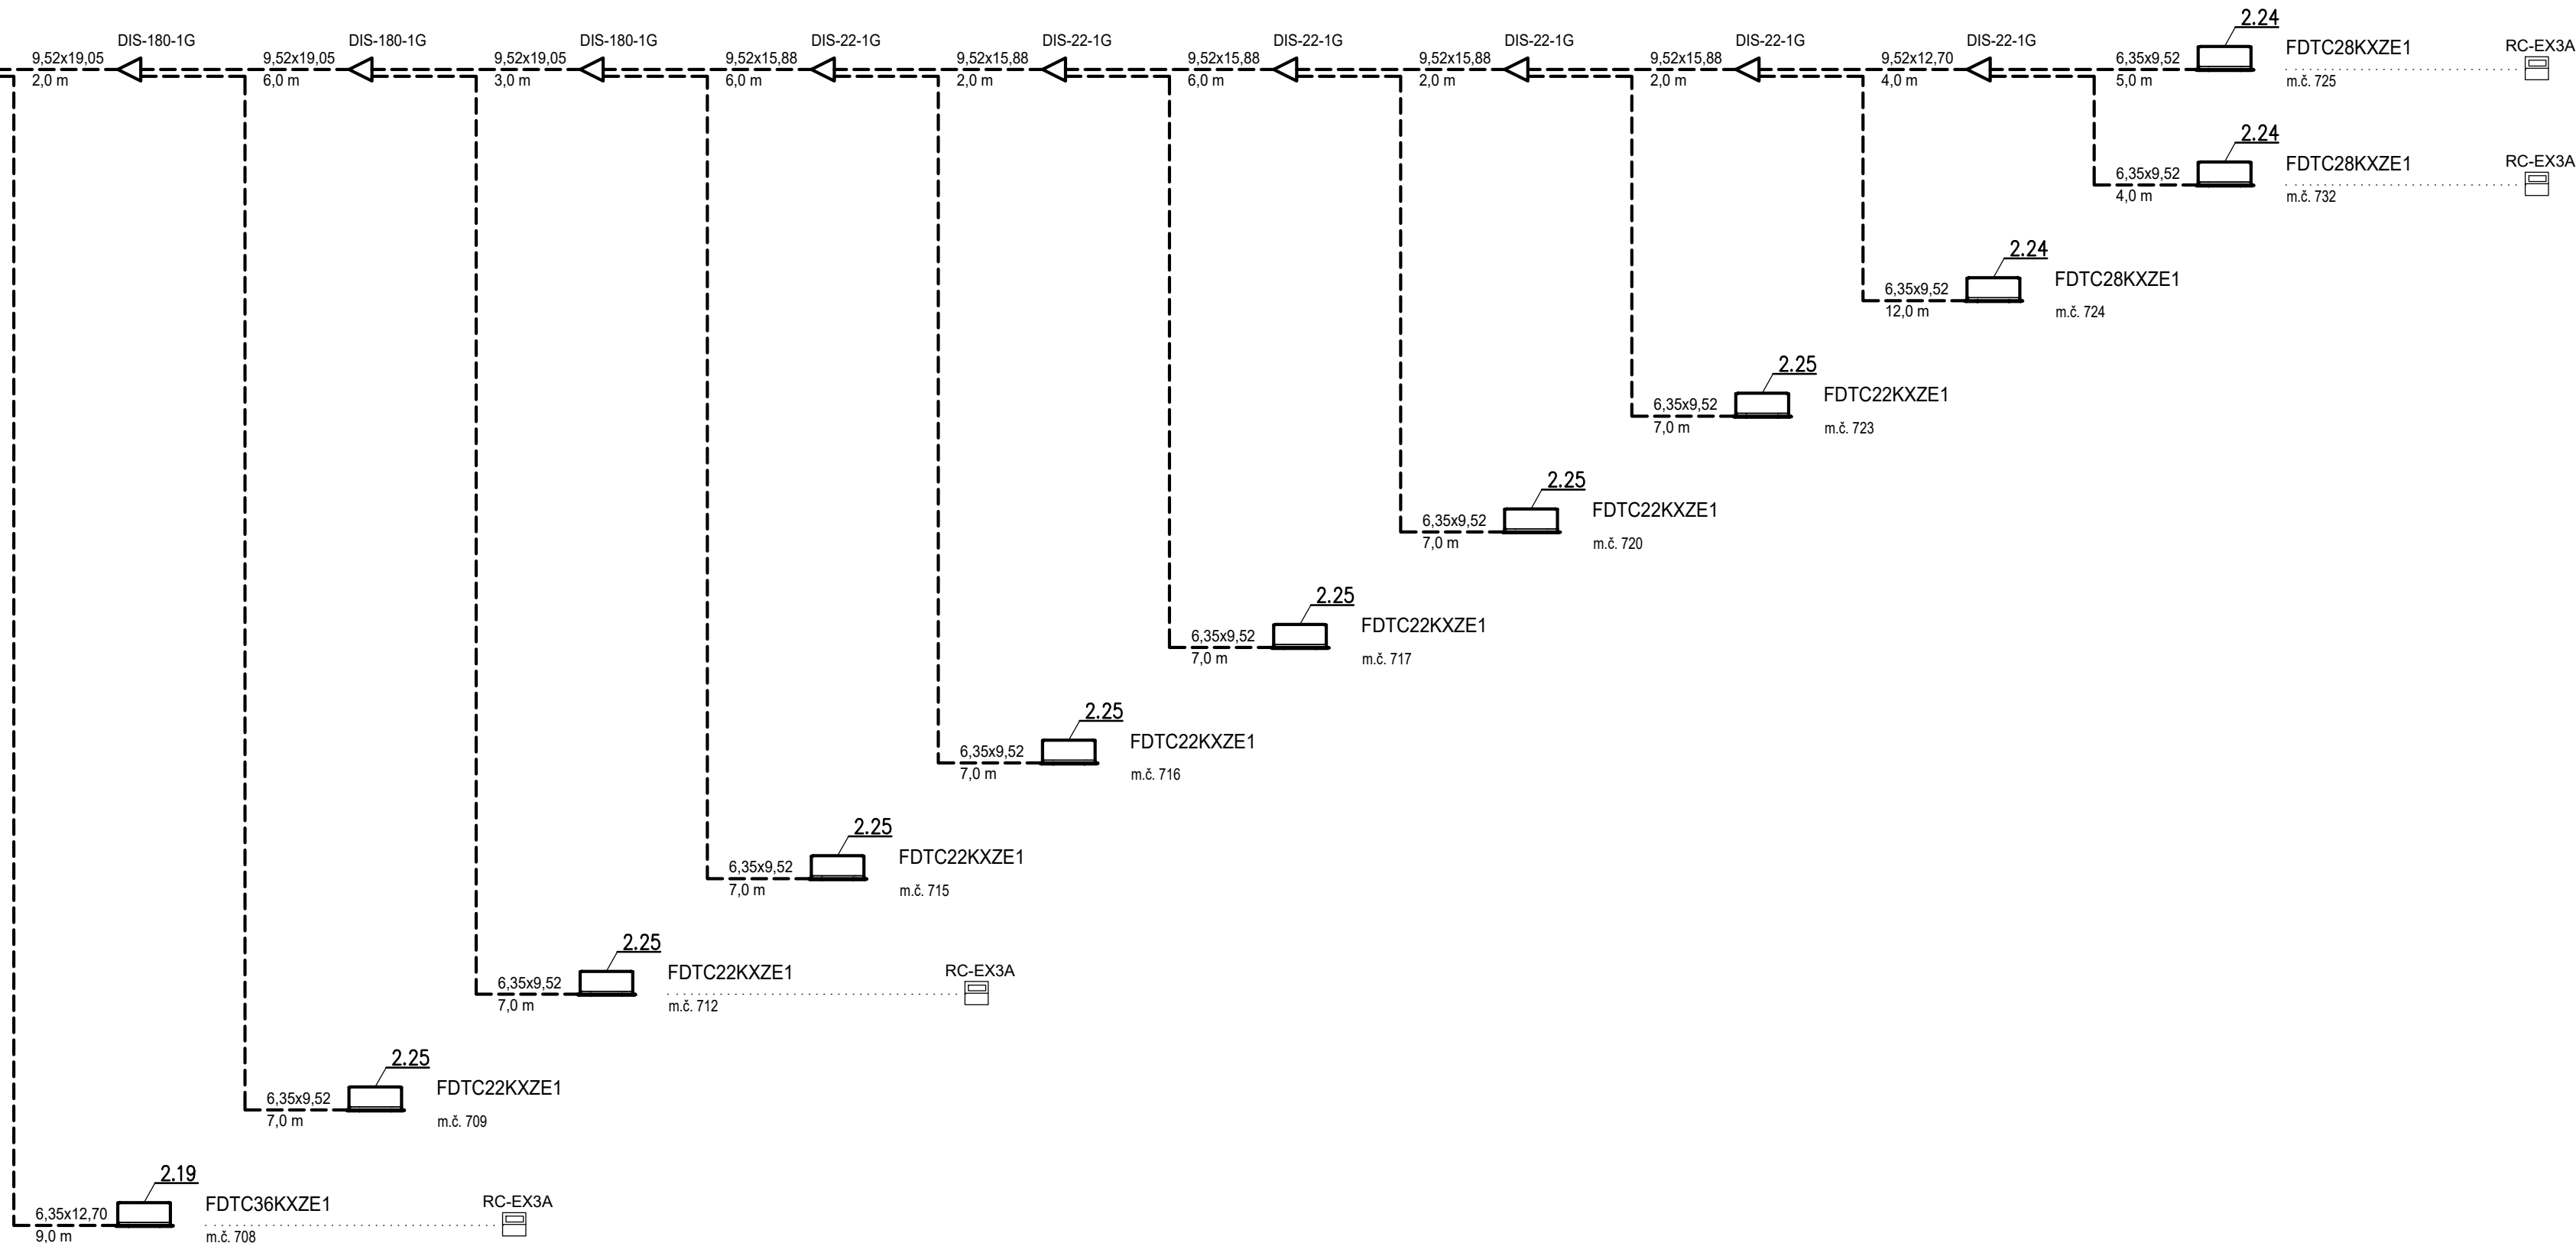 2.24
DIS-180-1G DIS-180-1G DIS-180-1G DIS-22-1G DIS-22-1G DIS-22-1G DIS-22-1G DIS-22-1G DIS-22-1G FDTC28KXZE1 RC-EX3A
9,52x19,05 9,52x19,05 9,52x19,05 9,52x15,88 9,52x15,88 9,52x15,88 9,52x15,88 9,52x15,88 9,52x12,70 6,35x9,52
2,0 m 6,0 m 3,0 m 6,0 m 2,0 m 6,0 m 2,0 m 2,0 m 4,0 m 5,0 m m.č. 725
2.24
FDTC28KXZE1 RC-EX3A
6,35x9,52
4,0 m m.č. 732
2.24
FDTC28KXZE1
6,35x9,52
12,0 m m.č. 724
2.25
FDTC22KXZE1
6,35x9,52
7,0 m m.č. 723
2.25
FDTC22KXZE1
6,35x9,52
7,0 m m.č. 720
2.25
FDTC22KXZE1
6,35x9,52
7,0 m m.č. 717
2.25
FDTC22KXZE1
6,35x9,52
7,0 m m.č. 716
2.25
FDTC22KXZE1
6,35x9,52
7,0 m m.č. 715
2.25
FDTC22KXZE1 RC-EX3A
6,35x9,52
7,0 m m.č. 712
2.25
FDTC22KXZE1
6,35x9,52
7,0 m m.č. 709
2.19
FDTC36KXZE1 RC-EX3A
6,35x12,70
9,0 m m.č. 708